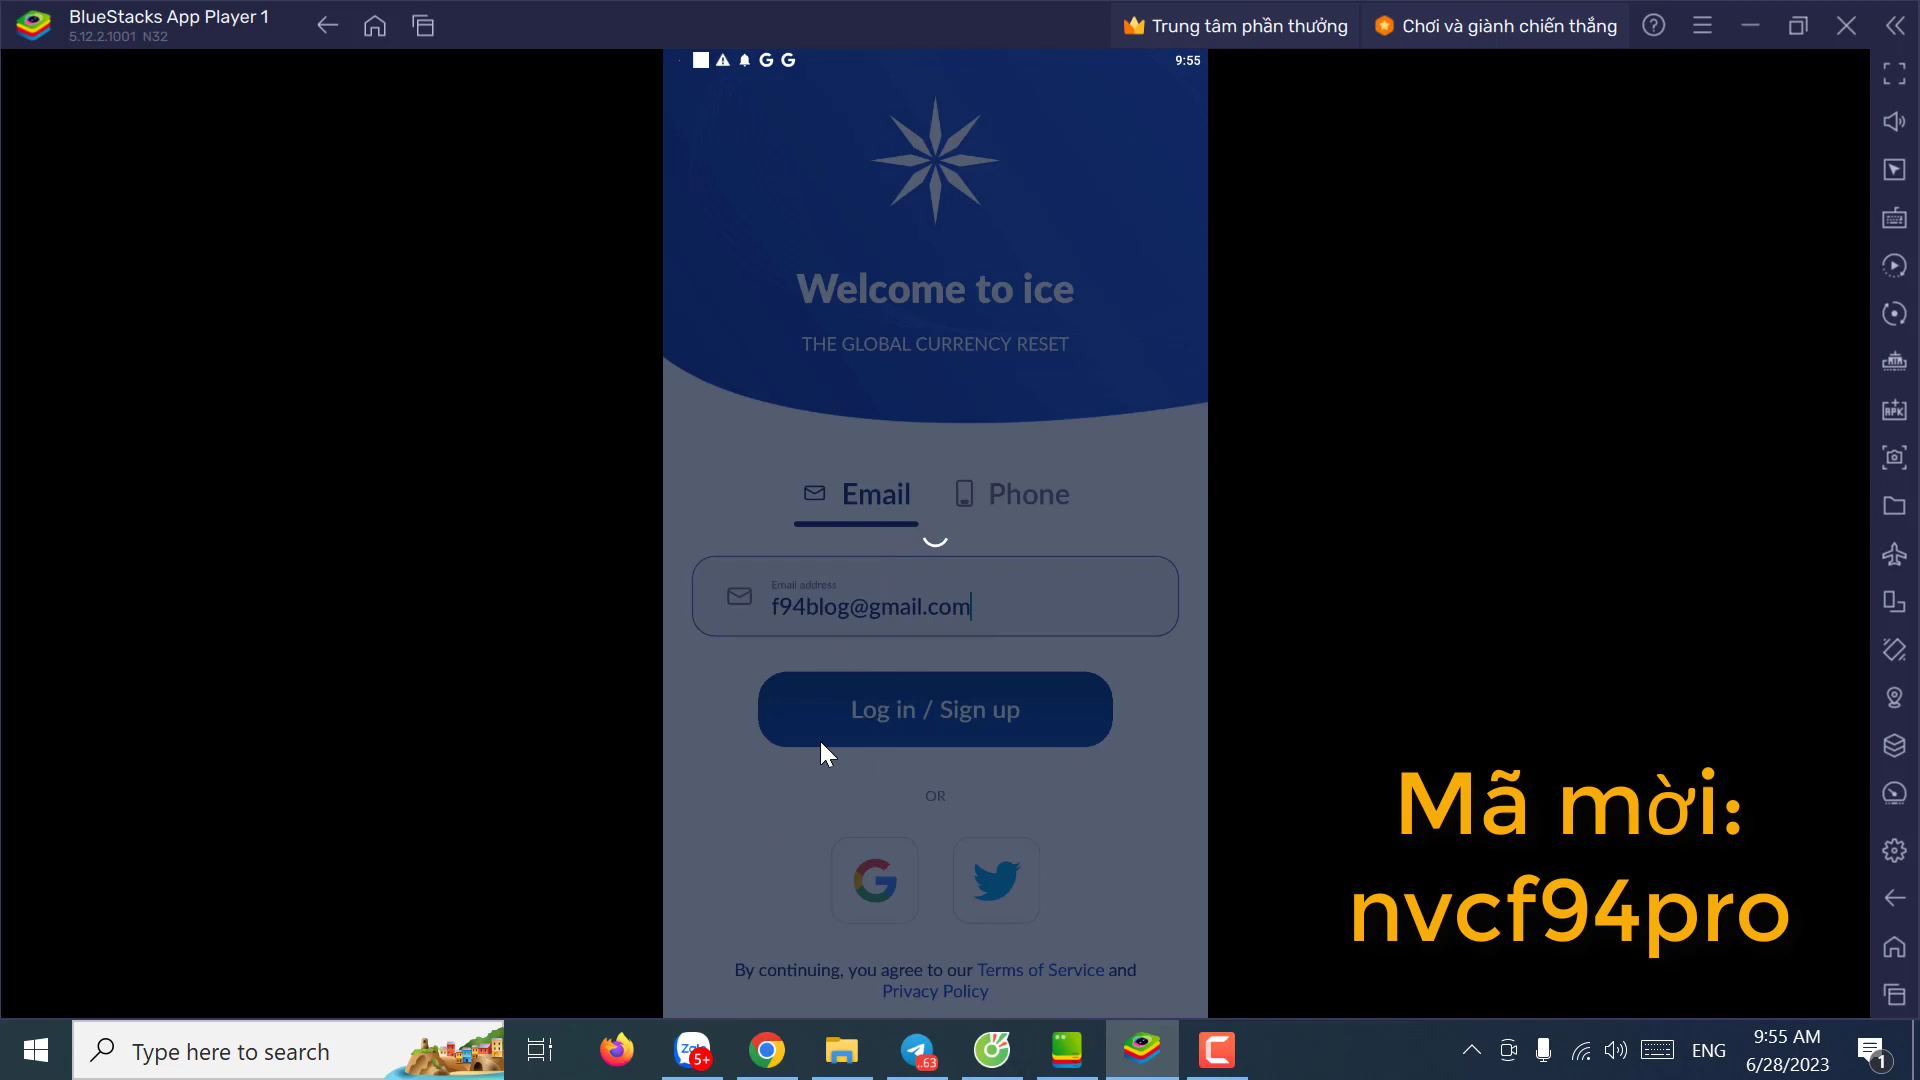 BlueStacks App Player 1
5.12.2.1001 N32
Trung tâm phần thưởng
Chơi và giành chiến thắng
9:55
Welcome to ice
THE GLOBAL CURRENCY RESET
Email
Phone
Email address
f94blog@gmail.com
Log in / Sign up
OR
By continuing, you agree to our Terms of Service and
Privacy Policy
Mã mời:
nvcf94pro
Type here to search
Zalo
5+
..63
ENG
9:55 AM
6/28/2023
1